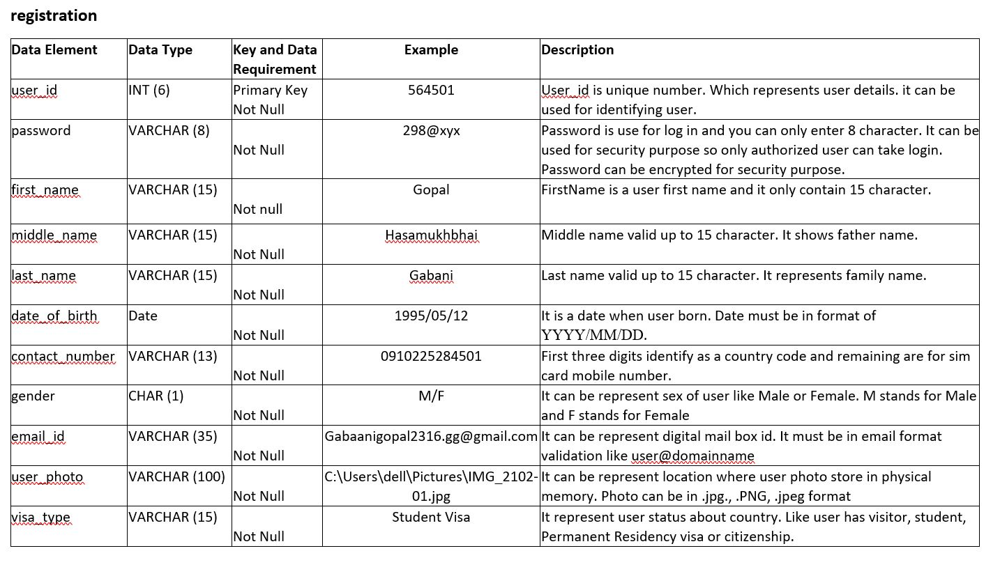 registration
Data Element Data Type Key and Data Requirement Example Description
user_id INT (6) Primary Key Not Null 564501 User_id is unique number. Which represents user details. it can be used for identifying user.
password VARCHAR (8) Not Null 298@xyx Password is use for log in and you can only enter 8 character. It can be used for security purpose so only authorized user can take login. Password can be encrypted for security purpose.
first_name VARCHAR (15) Not null Gopal FirstName is a user first name and it only contain 15 character.
middle_name VARCHAR (15) Not Null Hasamukhbhai Middle name valid up to 15 character. It shows father name.
last_name VARCHAR (15) Not Null Gabani Last name valid up to 15 character. It represents family name.
date_of_birth Date Not Null 1995/05/12 It is a date when user born. Date must be in format of YYYY/MM/DD.
contact_number VARCHAR (13) Not Null 0910225284501 First three digits identify as a country code and remaining are for sim card mobile number.
gender CHAR (1) Not Null M/F It can be represent sex of user like Male or Female. M stands for Male and F stands for Female
email_id VARCHAR (35) Not Null Gabaanigopal2316.gg@gmail.com It can be represent digital mail box id. It must be in email format validation like user@domainname
user_photo VARCHAR (100) Not Null C:\Users\dell\Pictures\IMG_2102-01.jpg It can be represent location where user photo store in physical memory. Photo can be in .jpg., .PNG, .jpeg format
visa_type VARCHAR (15) Not Null Student Visa It represent user status about country. Like user has visitor, student, Permanent Residency visa or citizenship.